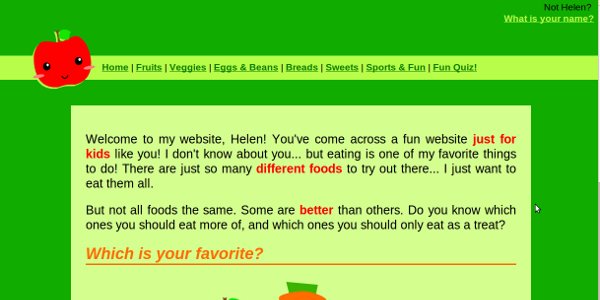 Not Helen?
What is your name?
Home | Fruits | Veggies | Eggs & Beans | Breads | Sweets | Sports & Fun | Fun Quiz!
Welcome to my website, Helen! You've come across a fun website just for
kids like you! I don't know about you... but eating is one of my favorite things
to do! There are just so many different foods to try out there... I just want to
eat them all.
But not all foods the same. Some are better than others. Do you know which
ones you should eat more of, and which ones you should only eat as a treat?
Which is your favorite?